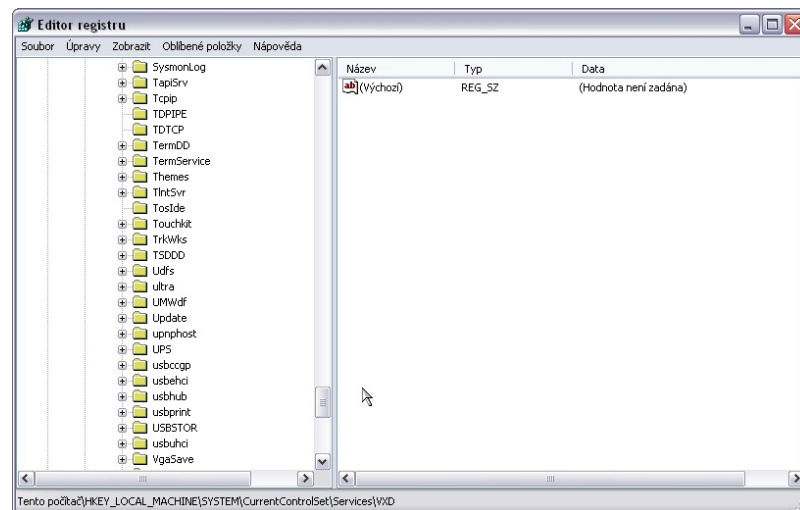 Editor registru
Soubor Úpravy Zobrazit Oblíbené položky Nápověda
SysmonLog
TapiSrv
Tcpip
TDPIPE
TDTCP
TermDD
TermService
Themes
TlntSvr
TosIde
Touchkit
TrkWks
TSDDD
Udfs
ultra
UMWdf
Update
upnphost
UPS
usbccgp
usbehci
usbhub
usbprint
USBSTOR
usbuhci
VgaSave
Název Typ Data
ab (Výchozí) REG_SZ (Hodnota není zadána)
Tento počítač\HKEY_LOCAL_MACHINE\SYSTEM\CurrentControlSet\Services\VXD